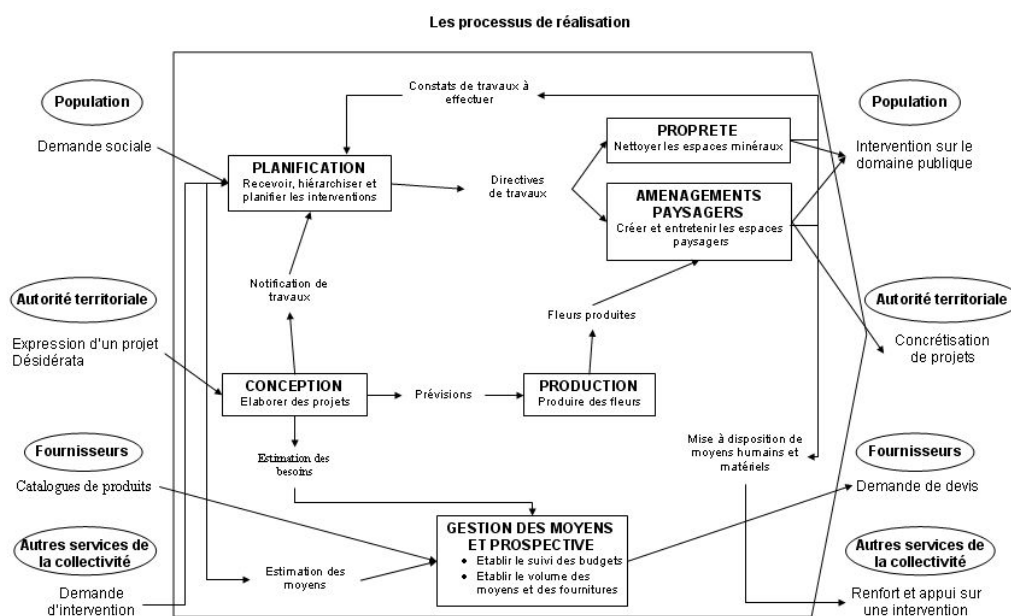 Les processus de réalisation
Population
Demande sociale
Autorité territoriale
Expression d'un projet
Désidérata
Fournisseurs
Catalogues de produits
Autres services de
la collectivité
Demande
d'intervention
Constats de travaux à
effectuer
PLANIFICATION
Recevoir, hiérarchiser et
planifier les interventions
Directives
de travaux
PROPRETE
Nettoyer les espaces minéraux
AMENAGEMENTS
PAYSAGERS
Créer et entretenir les espaces
paysagers
Notification de
travaux
Fleurs produites
CONCEPTION
Elaborer des projets
Prévisions
PRODUCTION
Produire des fleurs
Estimation des
besoins
Mise à disposition de
moyens humains et
matériels
GESTION DES MOYENS
ET PROSPECTIVE
• Etablir le suivi des budgets
• Etablir le volume des
moyens et des fournitures
Estimation des
moyens
Population
Intervention sur le
domaine publique
Autorité territoriale
Concrétisation
de projets
Fournisseurs
Demande de devis
Autres services de
la collectivité
Renfort et appui sur
une intervention